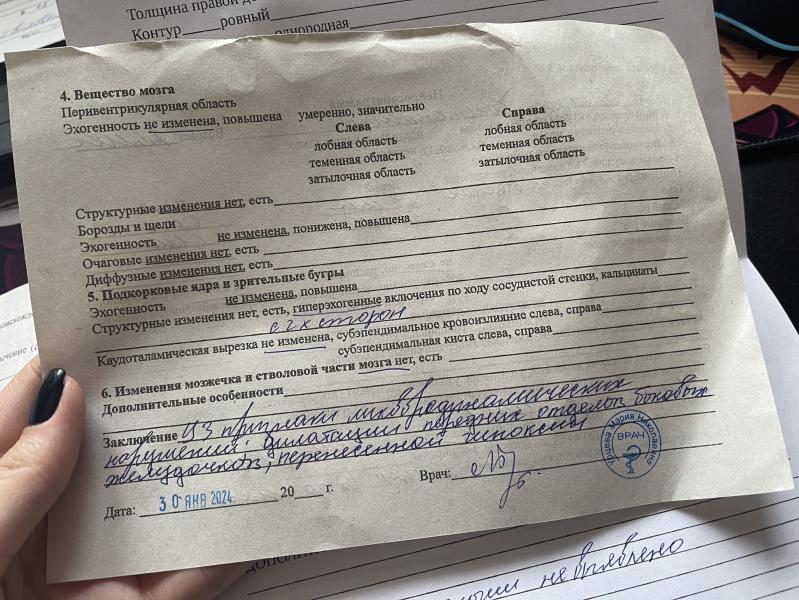 Толщина правой до
Контур ровный
однородная
4. Вещество мозга
Перивентрикулярная область
Эхогенность не изменена, повышена умеренно, значительно
Слева Справа
лобная область лобная область
теменная область теменная область
затылочная область затылочная область
Структурные изменения нет, есть
Борозды и щели
Эхогенность не изменена, понижена, повышена
Очаговые изменения нет, есть
Диффузные изменения нет, есть
5. Подкорковые ядра и зрительные бугры
Эхогенность не изменена, повышена
Структурные изменения нет, есть, гиперэхогенные включения по ходу сосудистой стенки, кальцинаты
с 2х сторон
Каудоталамическая вырезка не изменена, субэпендимальное кровоизлияние слева, справа
субэпендимальная киста слева, справа
6. Изменения мозжечка и стволовой части мозга нет, есть
Дополнительные особенности
Заключение УЗ признаки ликвородинамических
нарушений. дилатации передних отделов боковых
желудочков, перенесенной гипоксии
Дата: 30 ЯНВ 2024 20 г.
Врач:
Мария Николаевна
ВРАЧ
не выявлено